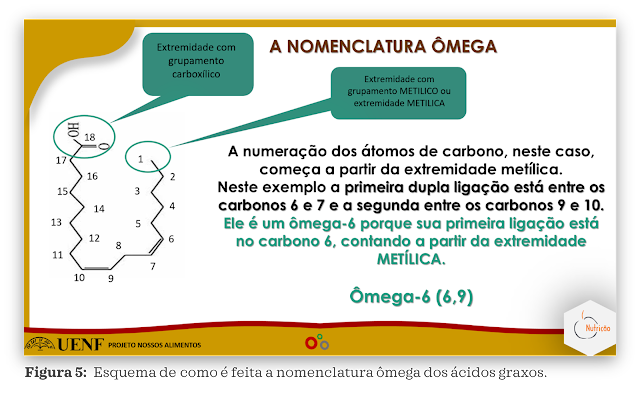 A NOMENCLATURA ÔMEGA
Extremidade com
grupamento
carboxílico
Extremidade com
grupamento METILICO ou
extremidade METILICA
HO
O
18
17
16
15
14
13
12
11
10
9
8
7
6
5
4
3
2
1
A numeração dos átomos de carbono, neste caso,
começa a partir da extremidade metílica.
Neste exemplo a primeira dupla ligação está entre os
carbonos 6 e 7 e a segunda entre os carbonos 9 e 10.
Ele é um ômega-6 porque sua primeira ligação está
no carbono 6, contando a partir da extremidade
METÍLICA.
Ômega-6 (6,9)
Nutrição
UENF PROJETO NOSSOS ALIMENTOS
Figura 5: Esquema de como é feita a nomenclatura ômega dos ácidos graxos.